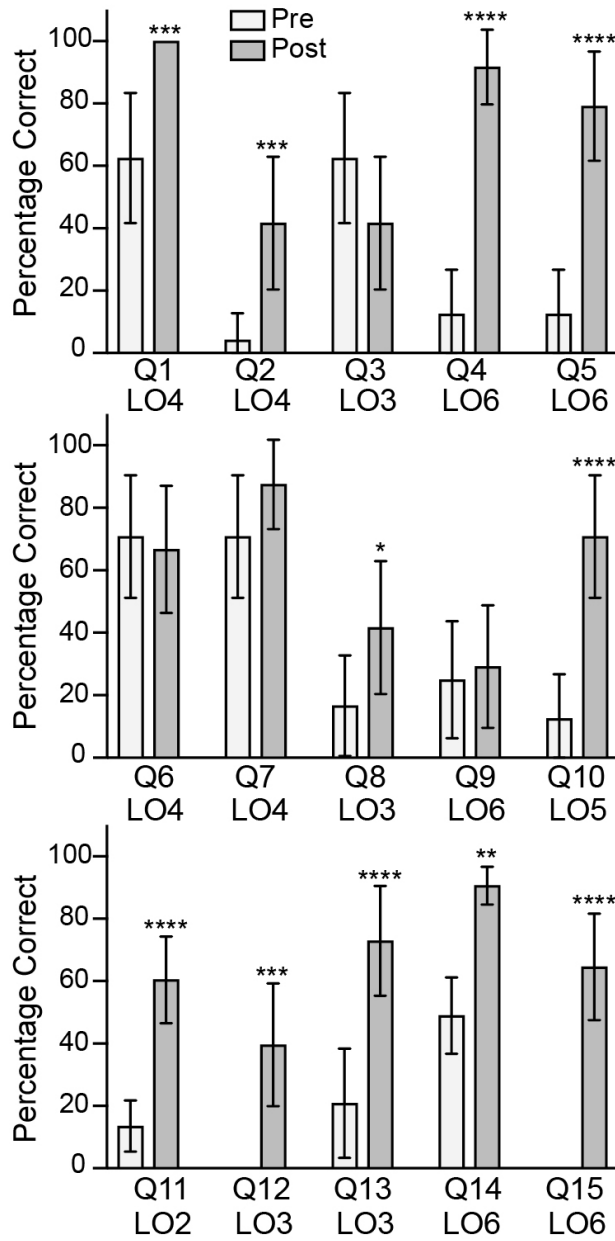 Pre
Post
Percentage Correct
100
80
60
40
20
0
***
***
****
****
Q1 Q2 Q3 Q4 Q5
LO4 LO4 LO3 LO6 LO6
Percentage Correct
100
80
60
40
20
0
*
****
Q6 Q7 Q8 Q9 Q10
LO4 LO4 LO3 LO6 LO5
Percentage Correct
100
80
60
40
20
0
****
***
****
**
****
Q11 Q12 Q13 Q14 Q15
LO2 LO3 LO3 LO6 LO6